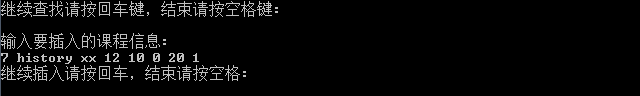 继续查找请按回车键，结束请按空格键：
输入要插入的课程信息：
7 history xx 12 10 0 20 1
继续插入请按回车，结束请按空格：